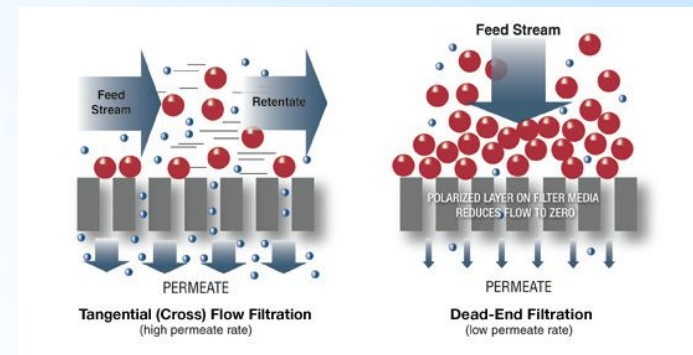 Feed
Stream
Retentate
PERMEATE
Tangential (Cross) Flow Filtration
(high permeate rate)
Feed Stream
POLARIZED LAYER ON FILTER MEDIA
REDUCES FLOW TO ZERO
PERMEATE
Dead-End Filtration
(low permeate rate)